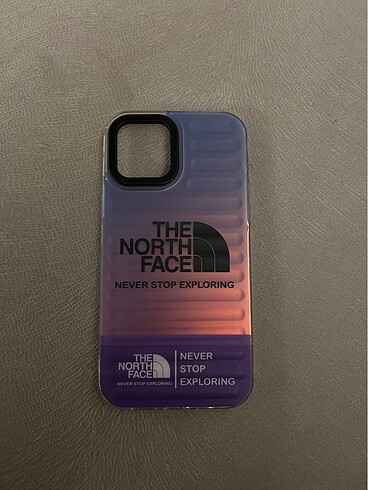 THE
NORTH
FACE
NEVER STOP EXPLORING
THE
NORTH
FACE
NEVER STOP EXPLORING
NEVER
STOP
EXPLORING